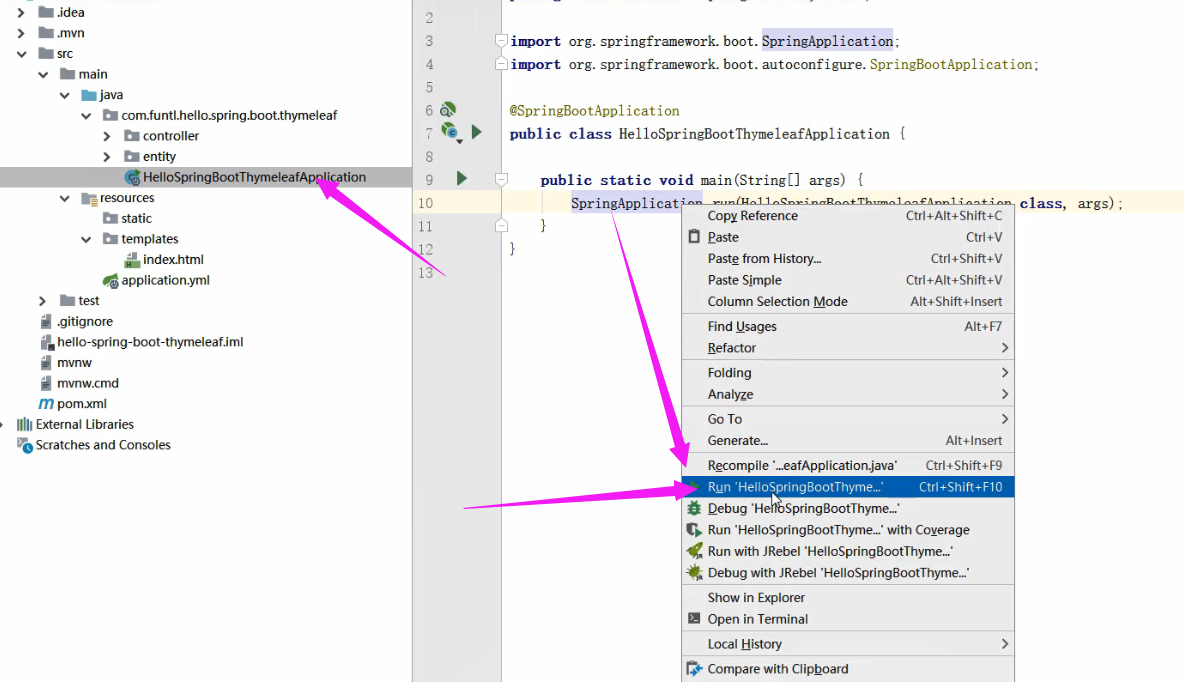 .idea
.mvn
src
main
java
com.funtl.hello.spring.boot.thymeleaf
controller
entity
HelloSpringBootThymeleafApplication
resources
static
templates
index.html
application.yml
test
.gitignore
hello-spring-boot-thymeleaf.iml
mvnw
mvnw.cmd
pom.xml
External Libraries
Scratches and Consoles
2
3 import org.springframework.boot.SpringApplication;
4 import org.springframework.boot.autoconfigure.SpringBootApplication;
5
6 @SpringBootApplication
7 public class HelloSpringBootThymeleafApplication {
8
9 public static void main(String[] args) {
10 SpringApplication.run(HelloSpringBootThymeleafApplication.class, args);
11 }
12 }
13
Copy Reference Ctrl+Alt+Shift+C
Paste Ctrl+V
Paste from History... Ctrl+Shift+V
Paste Simple Ctrl+Alt+Shift+V
Column Selection Mode Alt+Shift+Insert
Find Usages Alt+F7
Refactor
Folding
Analyze
Go To
Generate... Alt+Insert
Recompile '...eafApplication.java' Ctrl+Shift+F9
Run 'HelloSpringBootThyme...' Ctrl+Shift+F10
Debug 'HelloSpringBootThyme...'
Run 'HelloSpringBootThyme...' with Coverage
Run with JRebel 'HelloSpringBootThyme...'
Debug with JRebel 'HelloSpringBootThyme...'
Show in Explorer
Open in Terminal
Local History
Compare with Clipboard